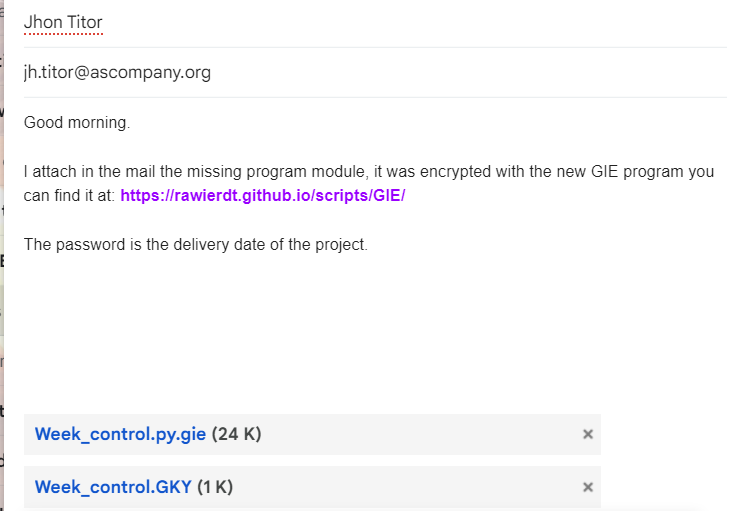 Jhon Titor
jh.titor@ascompany.org
Good morning.
I attach in the mail the missing program module, it was encrypted with the new GIE program you
can find it at: https://rawierdt.github.io/scripts/GIE/
The password is the delivery date of the project.
Week_control.py.gie (24 K)
Week_control.GKY (1 K)